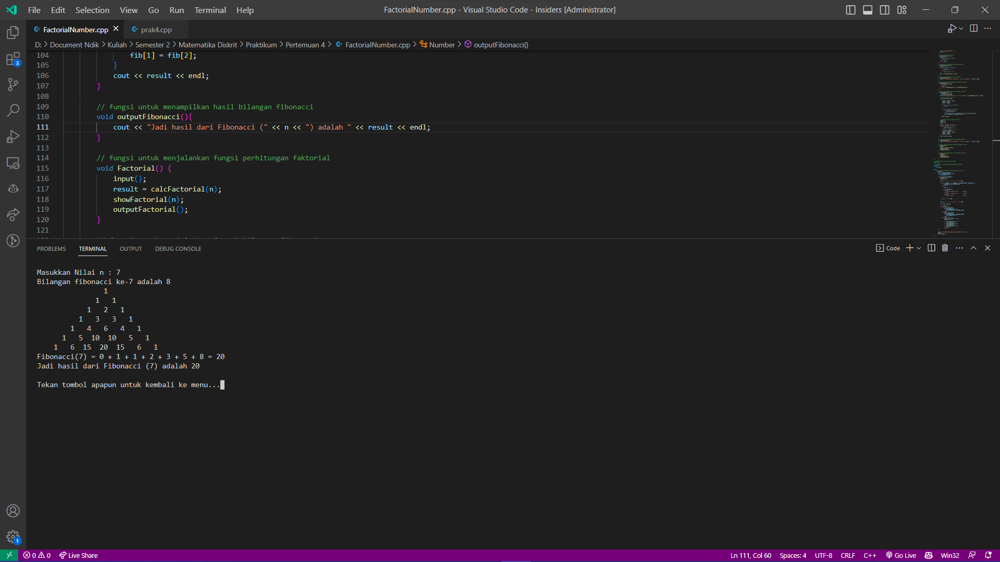 File Edit Selection View Go Run Terminal Help
FactorialNumber.cpp - Visual Studio Code - Insiders [Administrator]
FactorialNumber.cpp
prak4.cpp
D: > Document Ndik > Kuliah > Semester 2 > Matematika Diskrit > Praktikum > Pertemuan 4 > FactorialNumber.cpp > Number > outputFibonacci()
104 fib[1] = fib[2];
105 }
106 cout << result << endl;
107 }
108
109 // fungsi untuk menampilkan hasil bilangan fibonacci
110 void outputFibonacci(){
111 cout << "Jadi hasil dari Fibonacci (" << n << ") adalah " << result << endl;
112 }
113
114 // fungsi untuk menjalankan fungsi perhitungan faktorial
115 void Factorial() {
116 input();
117 result = calcFactorial(n);
118 showFactorial(n);
119 outputFactorial();
120 }
121
3
PROBLEMS TERMINAL OUTPUT DEBUG CONSOLE
Code
Masukkan Nilai n : 7
Bilangan fibonacci ke-7 adalah 8
1
1 1
1 2 1
1 3 3 1
1 4 6 4 1
1 5 10 10 5 1
1 6 15 20 15 6 1
Fibonacci(7) = 0 + 1 + 1 + 2 + 3 + 5 + 8 = 20
Jadi hasil dari Fibonacci (7) adalah 20
Tekan tombol apapun untuk kembali ke menu...
1
0 0 Live Share
Ln 111, Col 60 Spaces: 4 UTF-8 CRLF C++ Go Live Win32